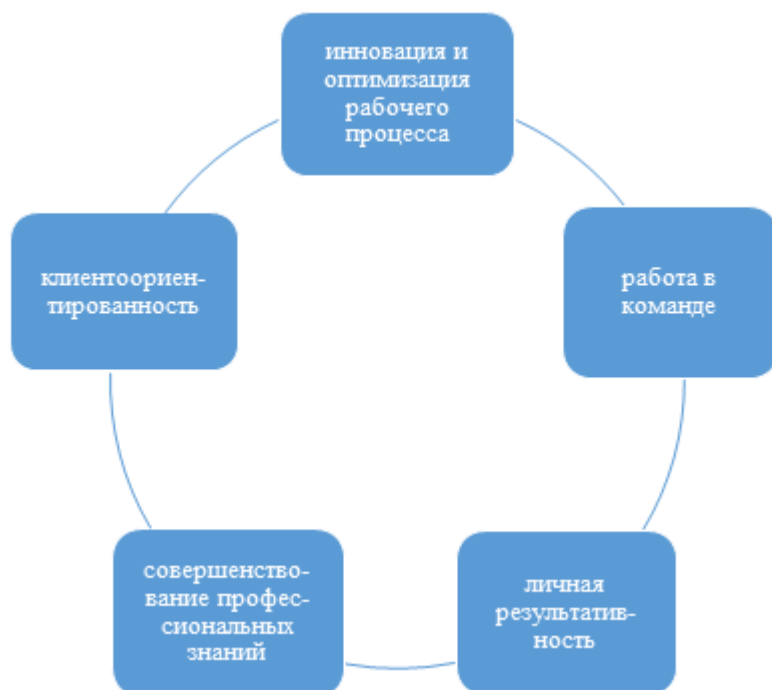 инновация и
оптимизация
рабочего
процесса
клиентоориен-
тированность
работа в
команде
совершенство-
вание профес-
сиональных
знаний
личная
результатив-
ность